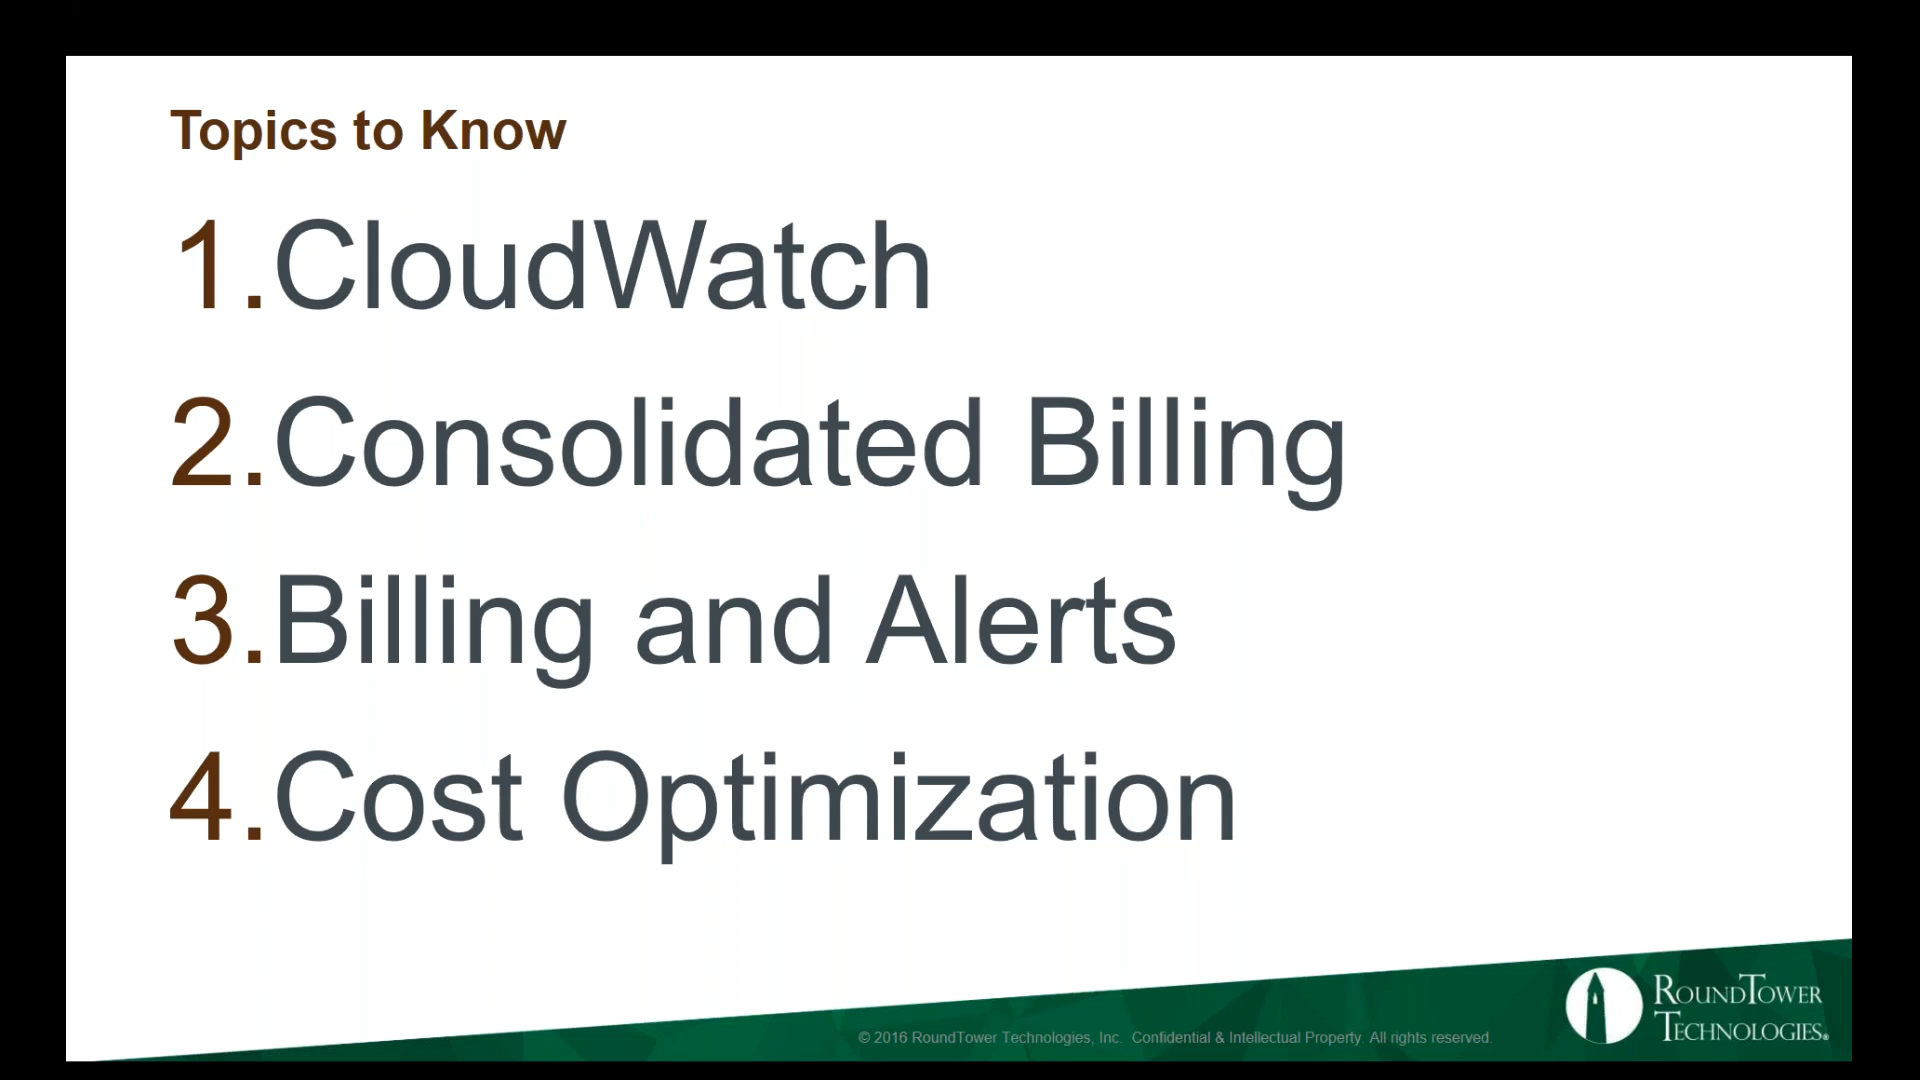 Topics to Know
1.CloudWatch
2.Consolidated Billing
3.Billing and Alerts
4.Cost Optimization
© 2016 RoundTower Technologies, Inc. Confidential & Intellectual Property. All rights reserved.
ROUNDTOWER
TECHNOLOGIES®